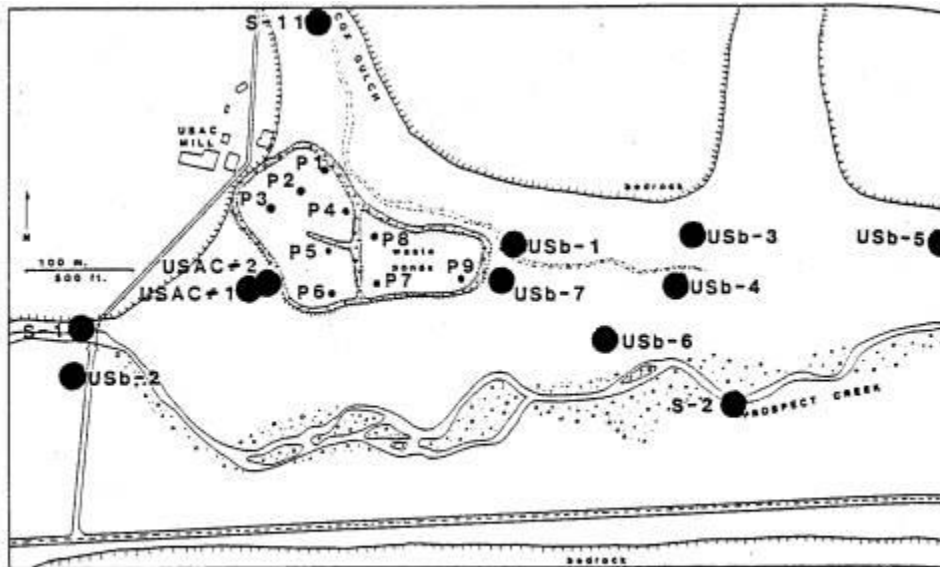 S-11
COX GULCH
USAC
MILL
P1
P2
P3
P4
bedrock
N
P5
P8
waste
ponds
USb-1
USb-3
USb-5
100 m.
500 ft.
USAC#2
USAC#1
P6
P7
P9
USb-7
USb-4
S-1
USb-6
USb-2
S-2
PROSPECT CREEK
bedrock